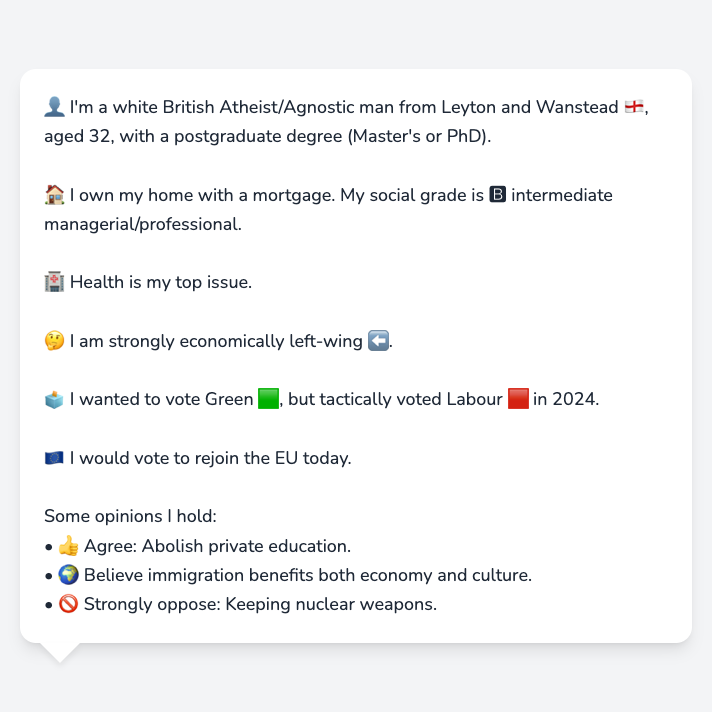 👤 I'm a white British Atheist/Agnostic man from Leyton and Wanstead 🏴󠁧󠁢󠁥󠁮󠁧󠁿,
aged 32, with a postgraduate degree (Master's or PhD).
🏠 I own my home with a mortgage. My social grade is 🅱 intermediate
managerial/professional.
🏥 Health is my top issue.
🤔 I am strongly economically left-wing ⬅️.
🗳️ I wanted to vote Green 🟩, but tactically voted Labour 🟥 in 2024.
🇪🇺 I would vote to rejoin the EU today.
Some opinions I hold:
• 👍 Agree: Abolish private education.
• 🌍 Believe immigration benefits both economy and culture.
• 🚫 Strongly oppose: Keeping nuclear weapons.